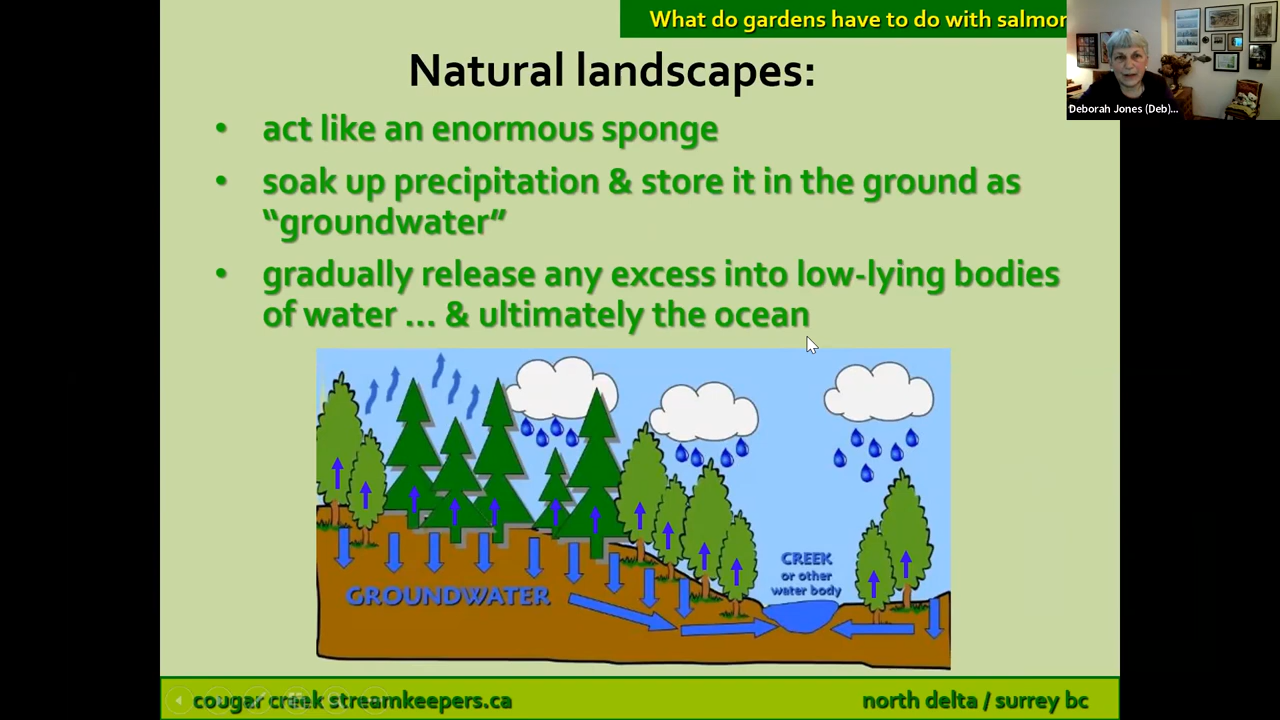 What do gardens have to do with salmon
Deborah Jones (Deb)...
Natural landscapes:
• act like an enormous sponge
• soak up precipitation & store it in the ground as
“groundwater”
• gradually release any excess into low-lying bodies
of water ... & ultimately the ocean
CREEK
or other
water body
GROUNDWATER
cougar creek streamkeepers.ca
north delta / surrey bc